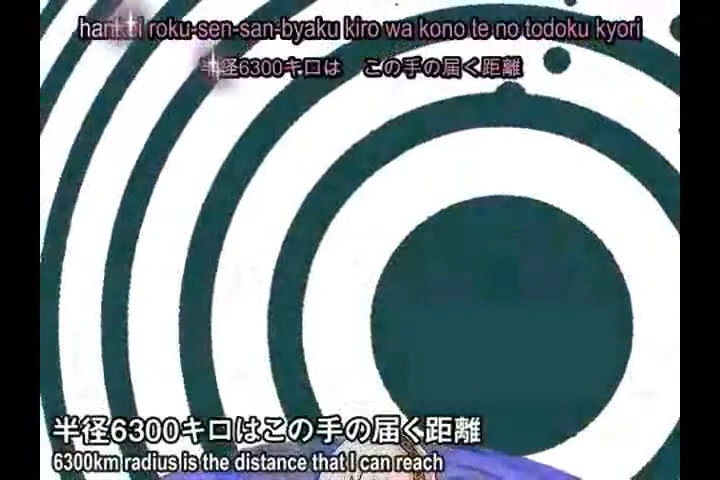 hankei roku-sen-san-byaku kiro wa kono te no todoku kyori
半径6300キロは　この手の届く距離
半径6300キロはこの手の届く距離
6300km radius is the distance that I can reach